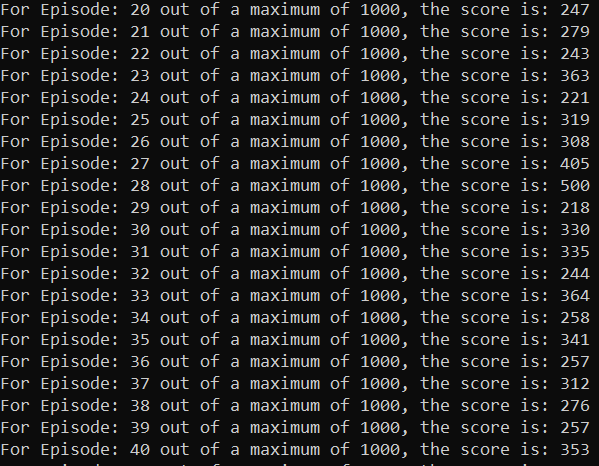 For Episode: 20 out of a maximum of 1000, the score is: 247
For Episode: 21 out of a maximum of 1000, the score is: 279
For Episode: 22 out of a maximum of 1000, the score is: 243
For Episode: 23 out of a maximum of 1000, the score is: 363
For Episode: 24 out of a maximum of 1000, the score is: 221
For Episode: 25 out of a maximum of 1000, the score is: 319
For Episode: 26 out of a maximum of 1000, the score is: 308
For Episode: 27 out of a maximum of 1000, the score is: 405
For Episode: 28 out of a maximum of 1000, the score is: 500
For Episode: 29 out of a maximum of 1000, the score is: 218
For Episode: 30 out of a maximum of 1000, the score is: 330
For Episode: 31 out of a maximum of 1000, the score is: 335
For Episode: 32 out of a maximum of 1000, the score is: 244
For Episode: 33 out of a maximum of 1000, the score is: 364
For Episode: 34 out of a maximum of 1000, the score is: 258
For Episode: 35 out of a maximum of 1000, the score is: 341
For Episode: 36 out of a maximum of 1000, the score is: 257
For Episode: 37 out of a maximum of 1000, the score is: 312
For Episode: 38 out of a maximum of 1000, the score is: 276
For Episode: 39 out of a maximum of 1000, the score is: 257
For Episode: 40 out of a maximum of 1000, the score is: 353